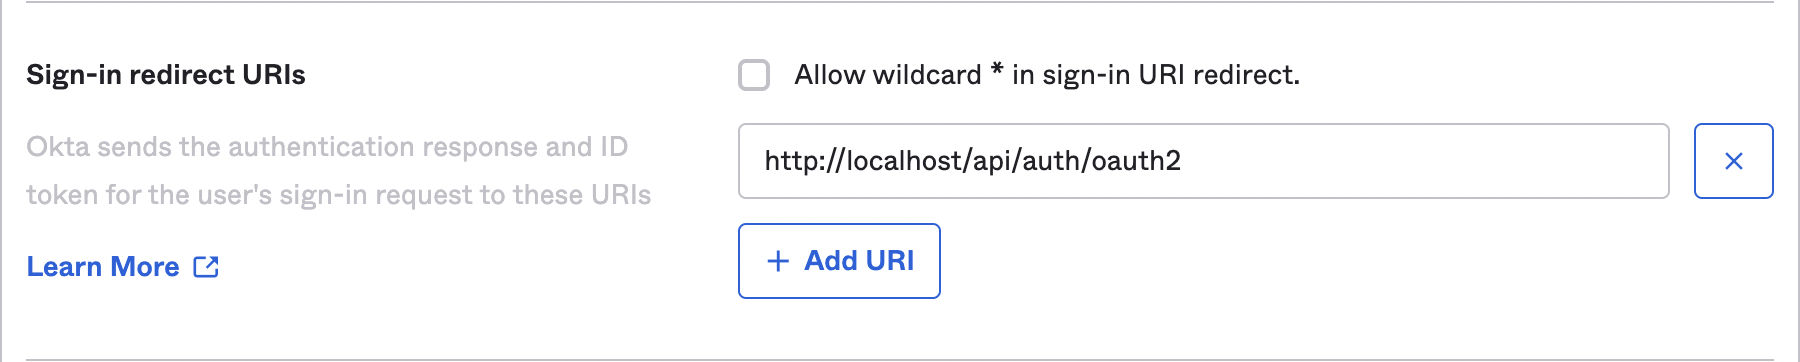 Sign-in redirect URIs
Allow wildcard * in sign-in URI redirect.
Okta sends the authentication response and ID
token for the user's sign-in request to these URIs
Learn More
http://localhost/api/auth/oauth2
+ Add URI